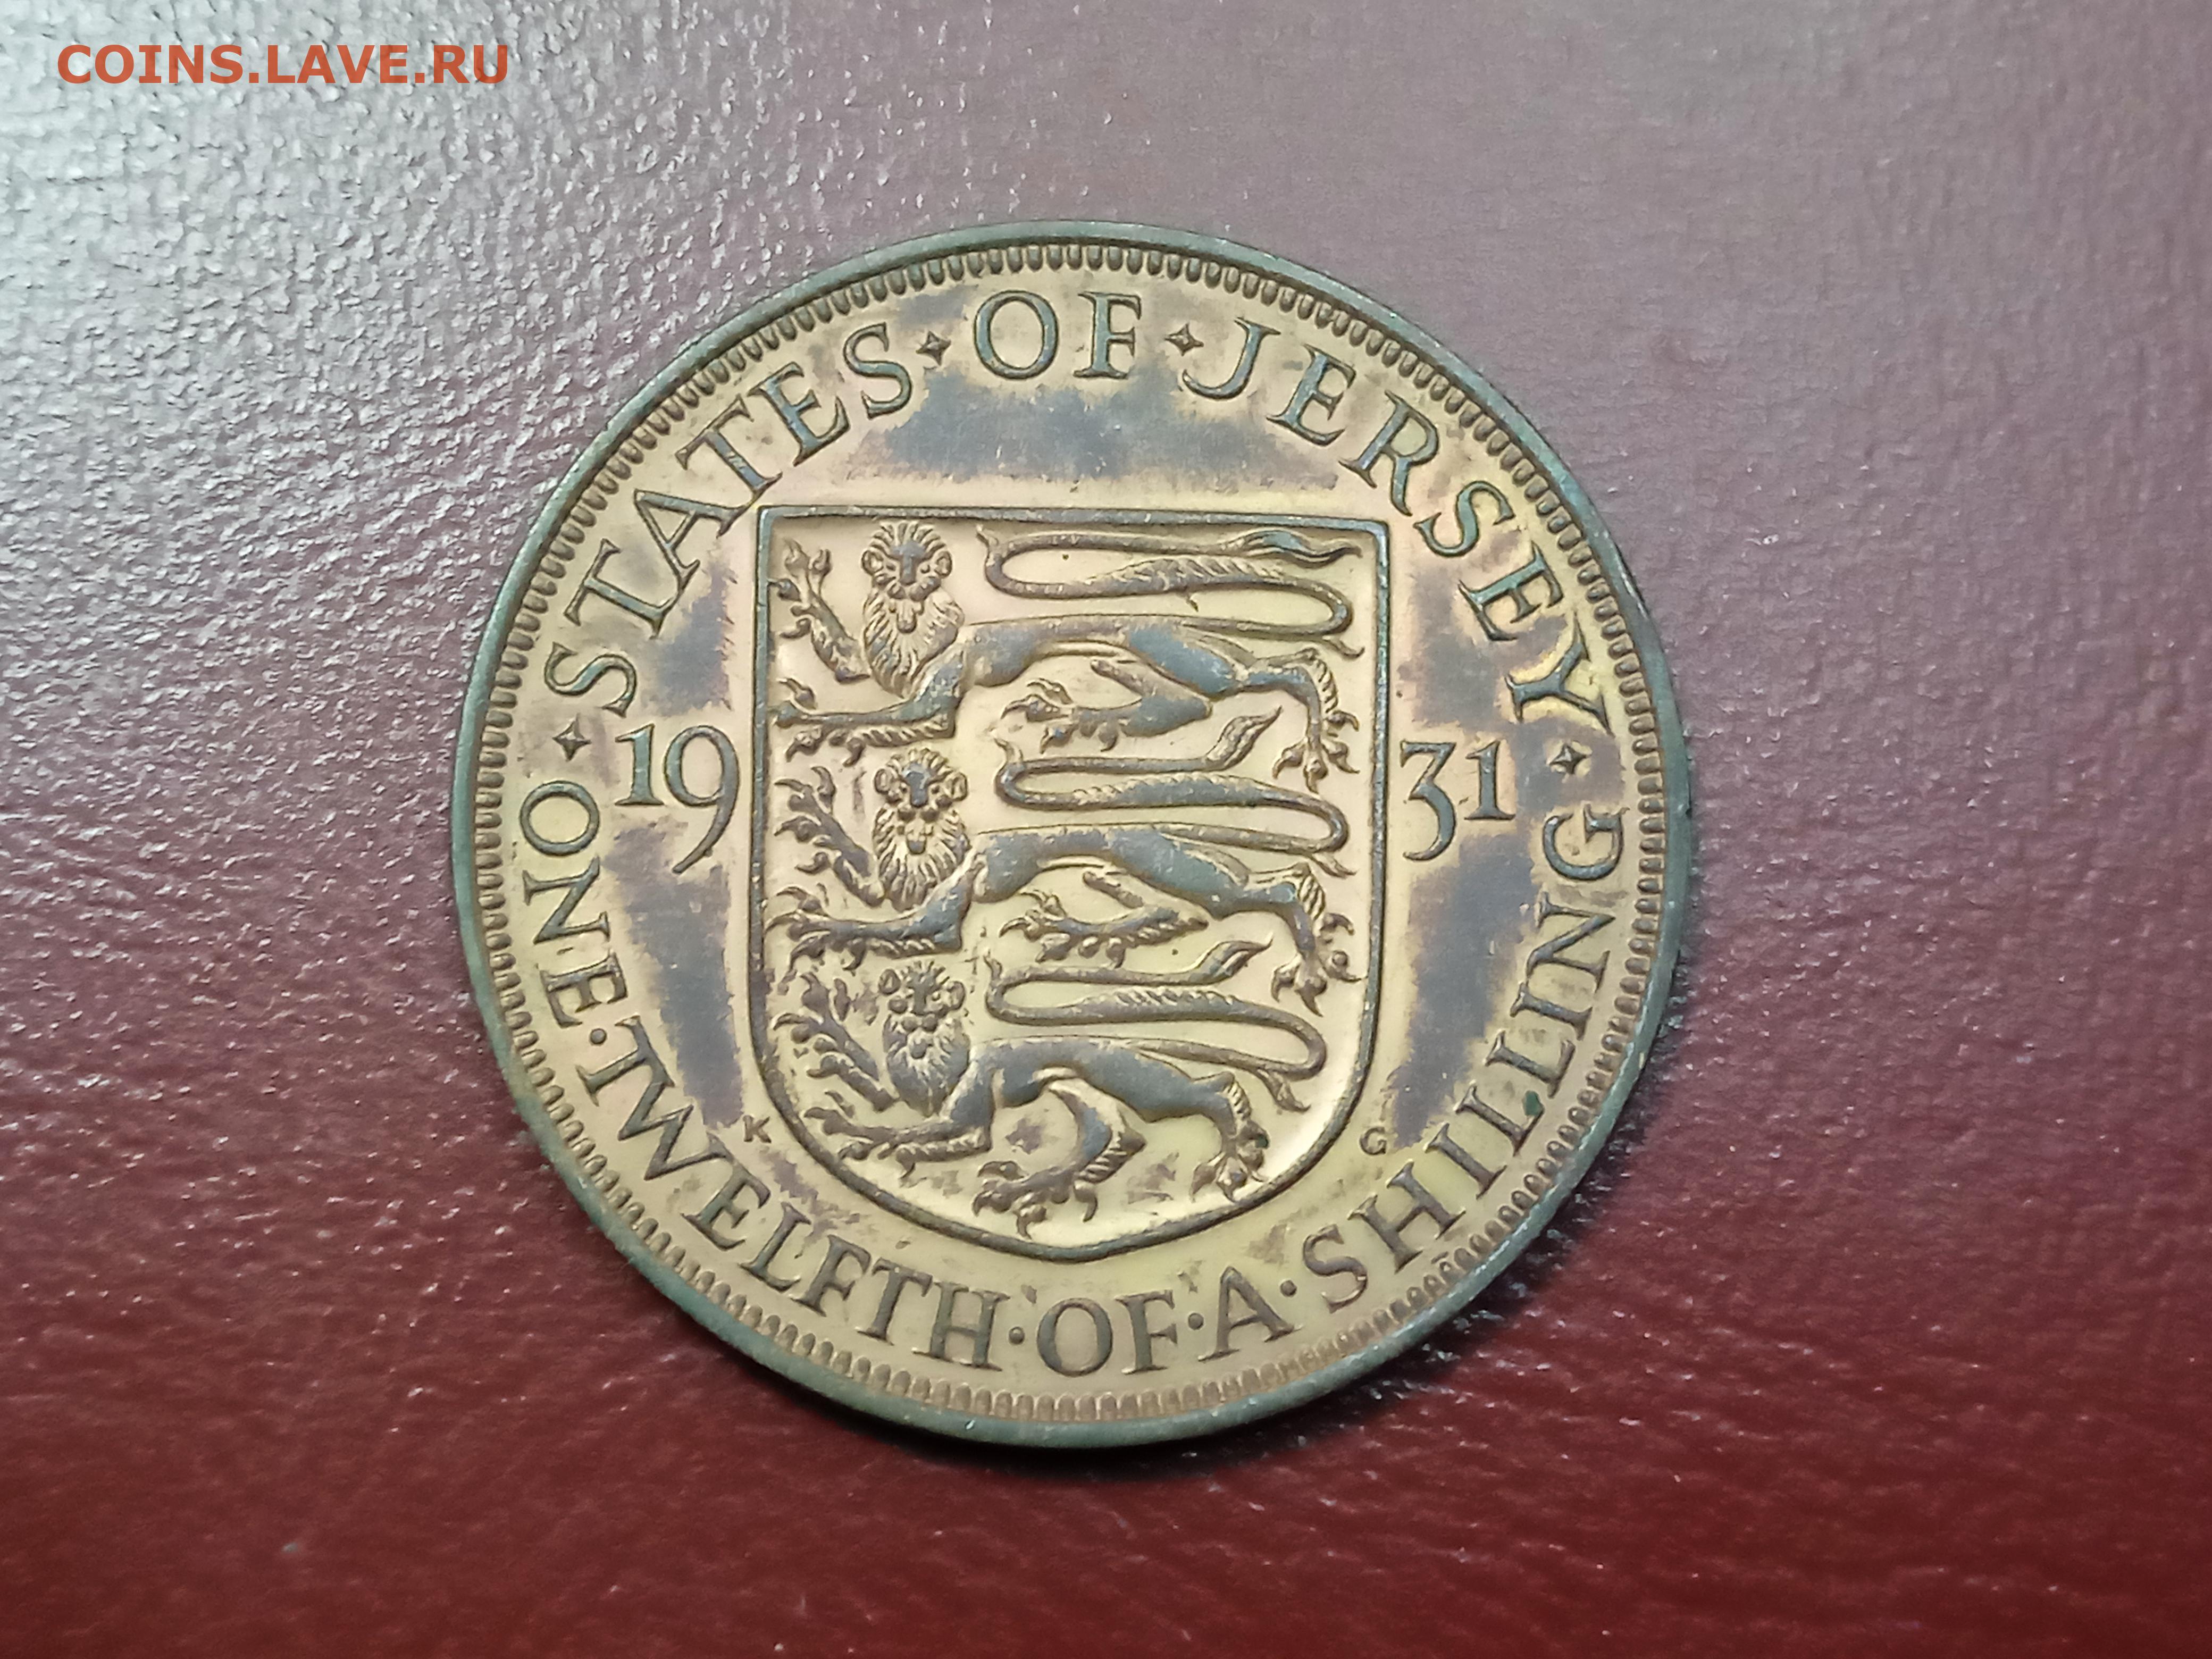 COINS.LAVE.RU
STATES · OF · JERSEY
19 31
K G
ONE · TWELFTH · OF · A · SHILLING